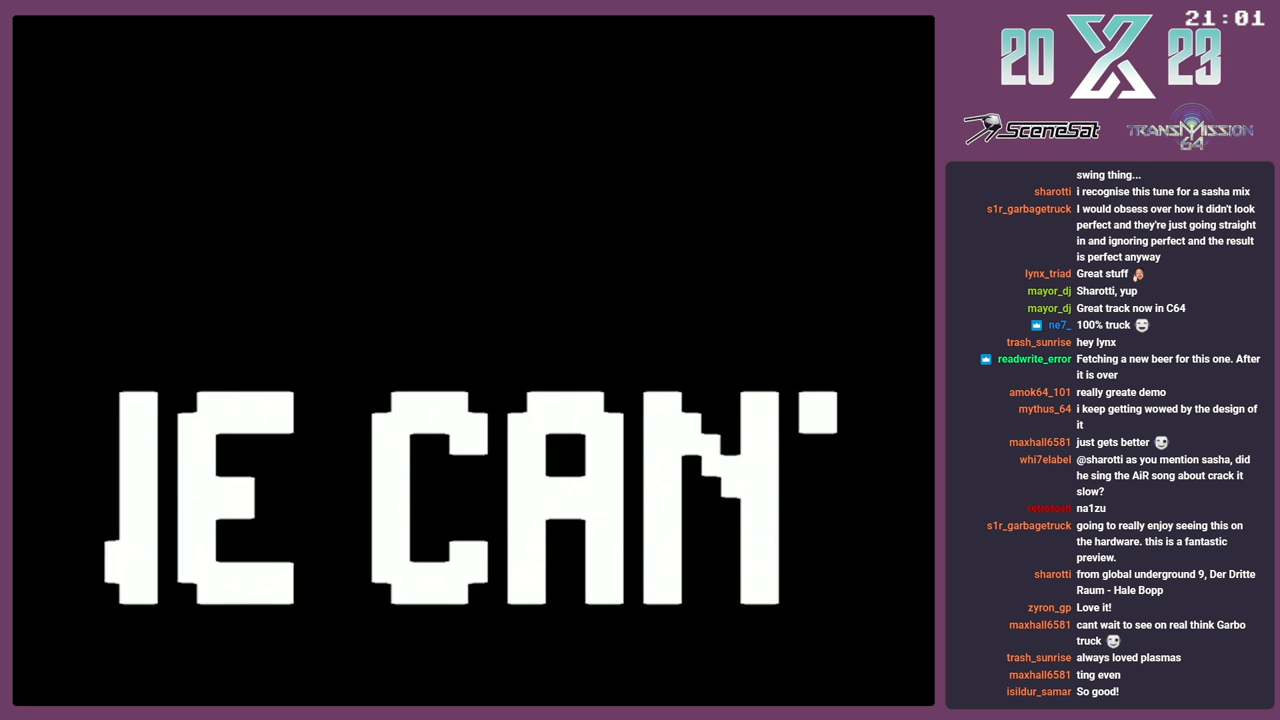 21:01
20 X 23
SCENESAT
TRANSMISSION
64
E CAN'
swing thing...
sharotti i recognise this tune for a sasha mix
s1r_garbagetruck I would obsess over how it didn't look
perfect and they're just going straight
in and ignoring perfect and the result
is perfect anyway
lynx_triad Great stuff
mayor_dj Sharotti, yup
mayor_dj Great track now in C64
ne7_ 100% truck
trash_sunrise hey lynx
readwrite_error Fetching a new beer for this one. After
it is over
amok64_101 really greate demo
mythus_64 i keep getting wowed by the design of
it
maxhall6581 just gets better
whi7elabel @sharotti as you mention sasha, did
he sing the AiR song about crack it
slow?
retrotosh na1zu
s1r_garbagetruck going to really enjoy seeing this on
the hardware. this is a fantastic
preview.
sharotti from global underground 9, Der Dritte
Raum - Hale Bopp
zyron_gp Love it!
maxhall6581 cant wait to see on real think Garbo
truck
trash_sunrise always loved plasmas
maxhall6581 ting even
isildur_samar So good!